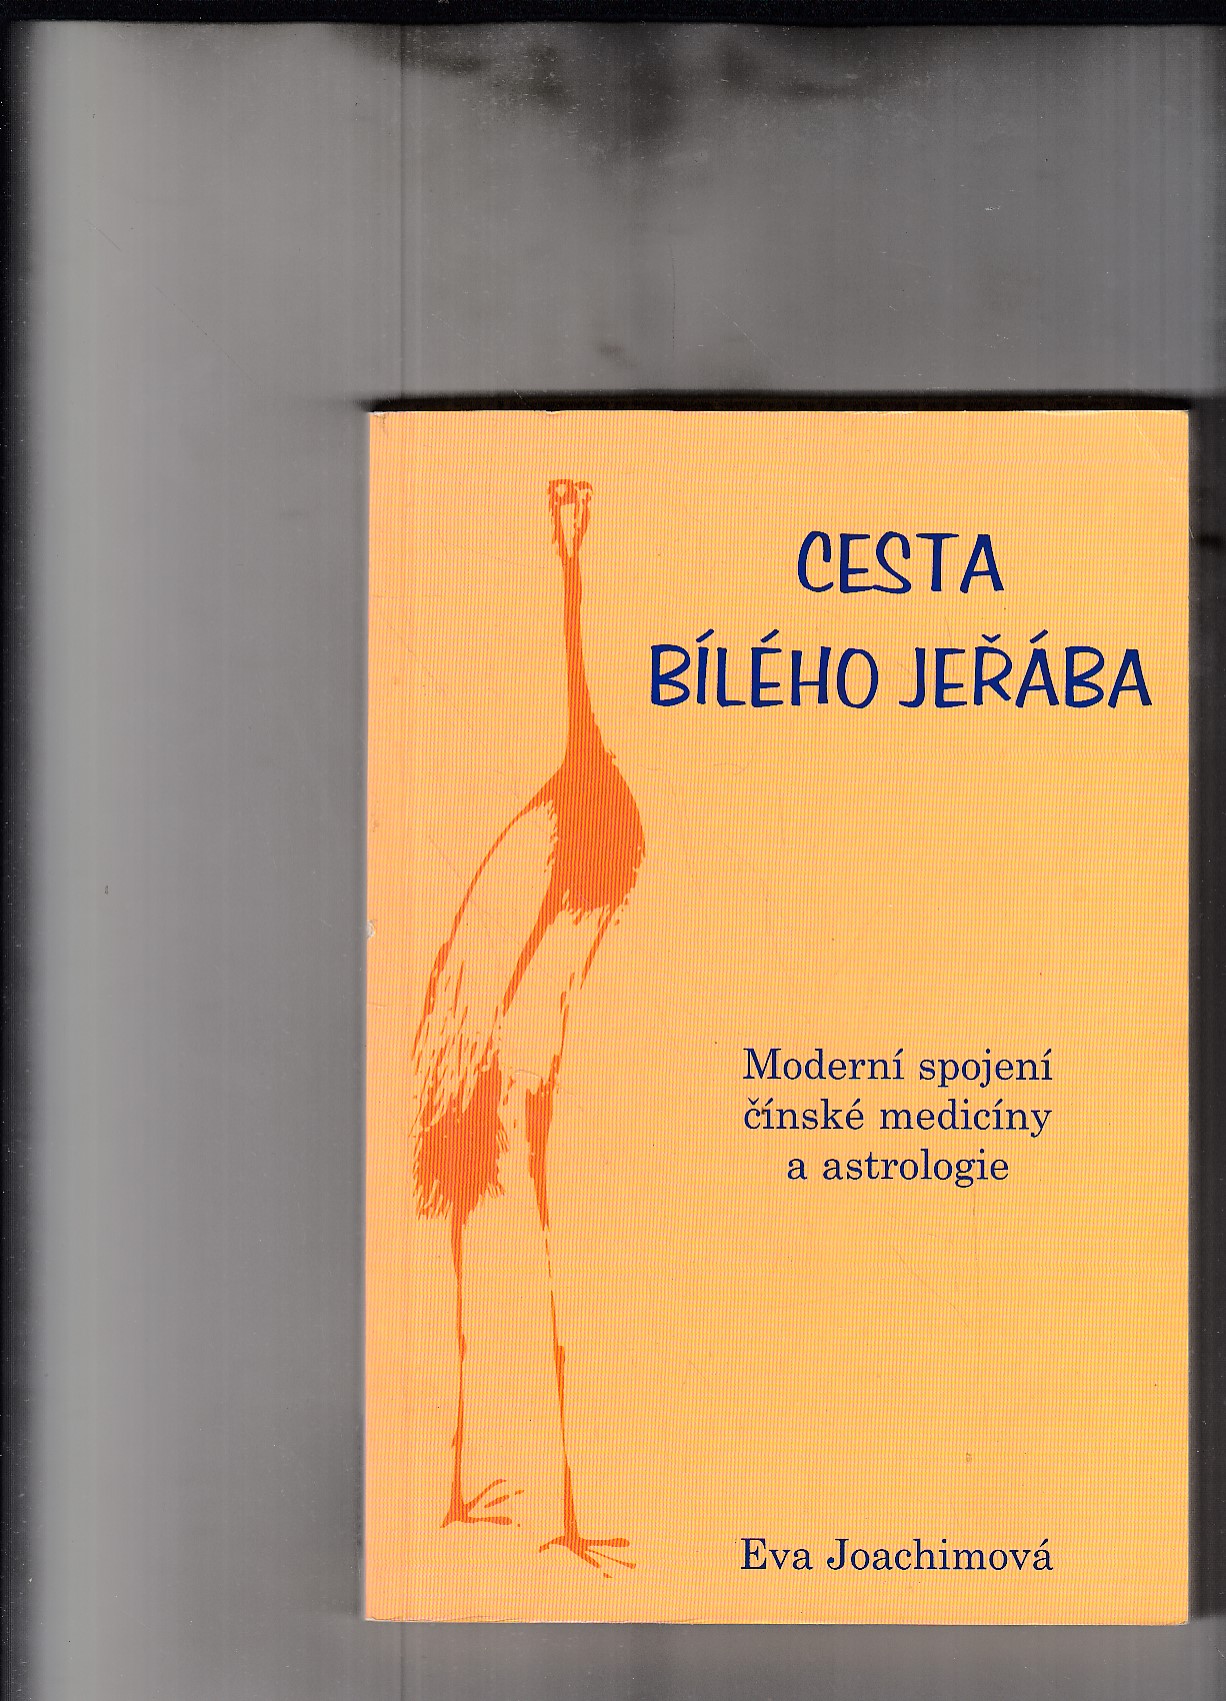 CESTA
BÍLÉHO JEŘÁBA
Moderní spojení
čínské medicíny
a astrologie
Eva Joachimová